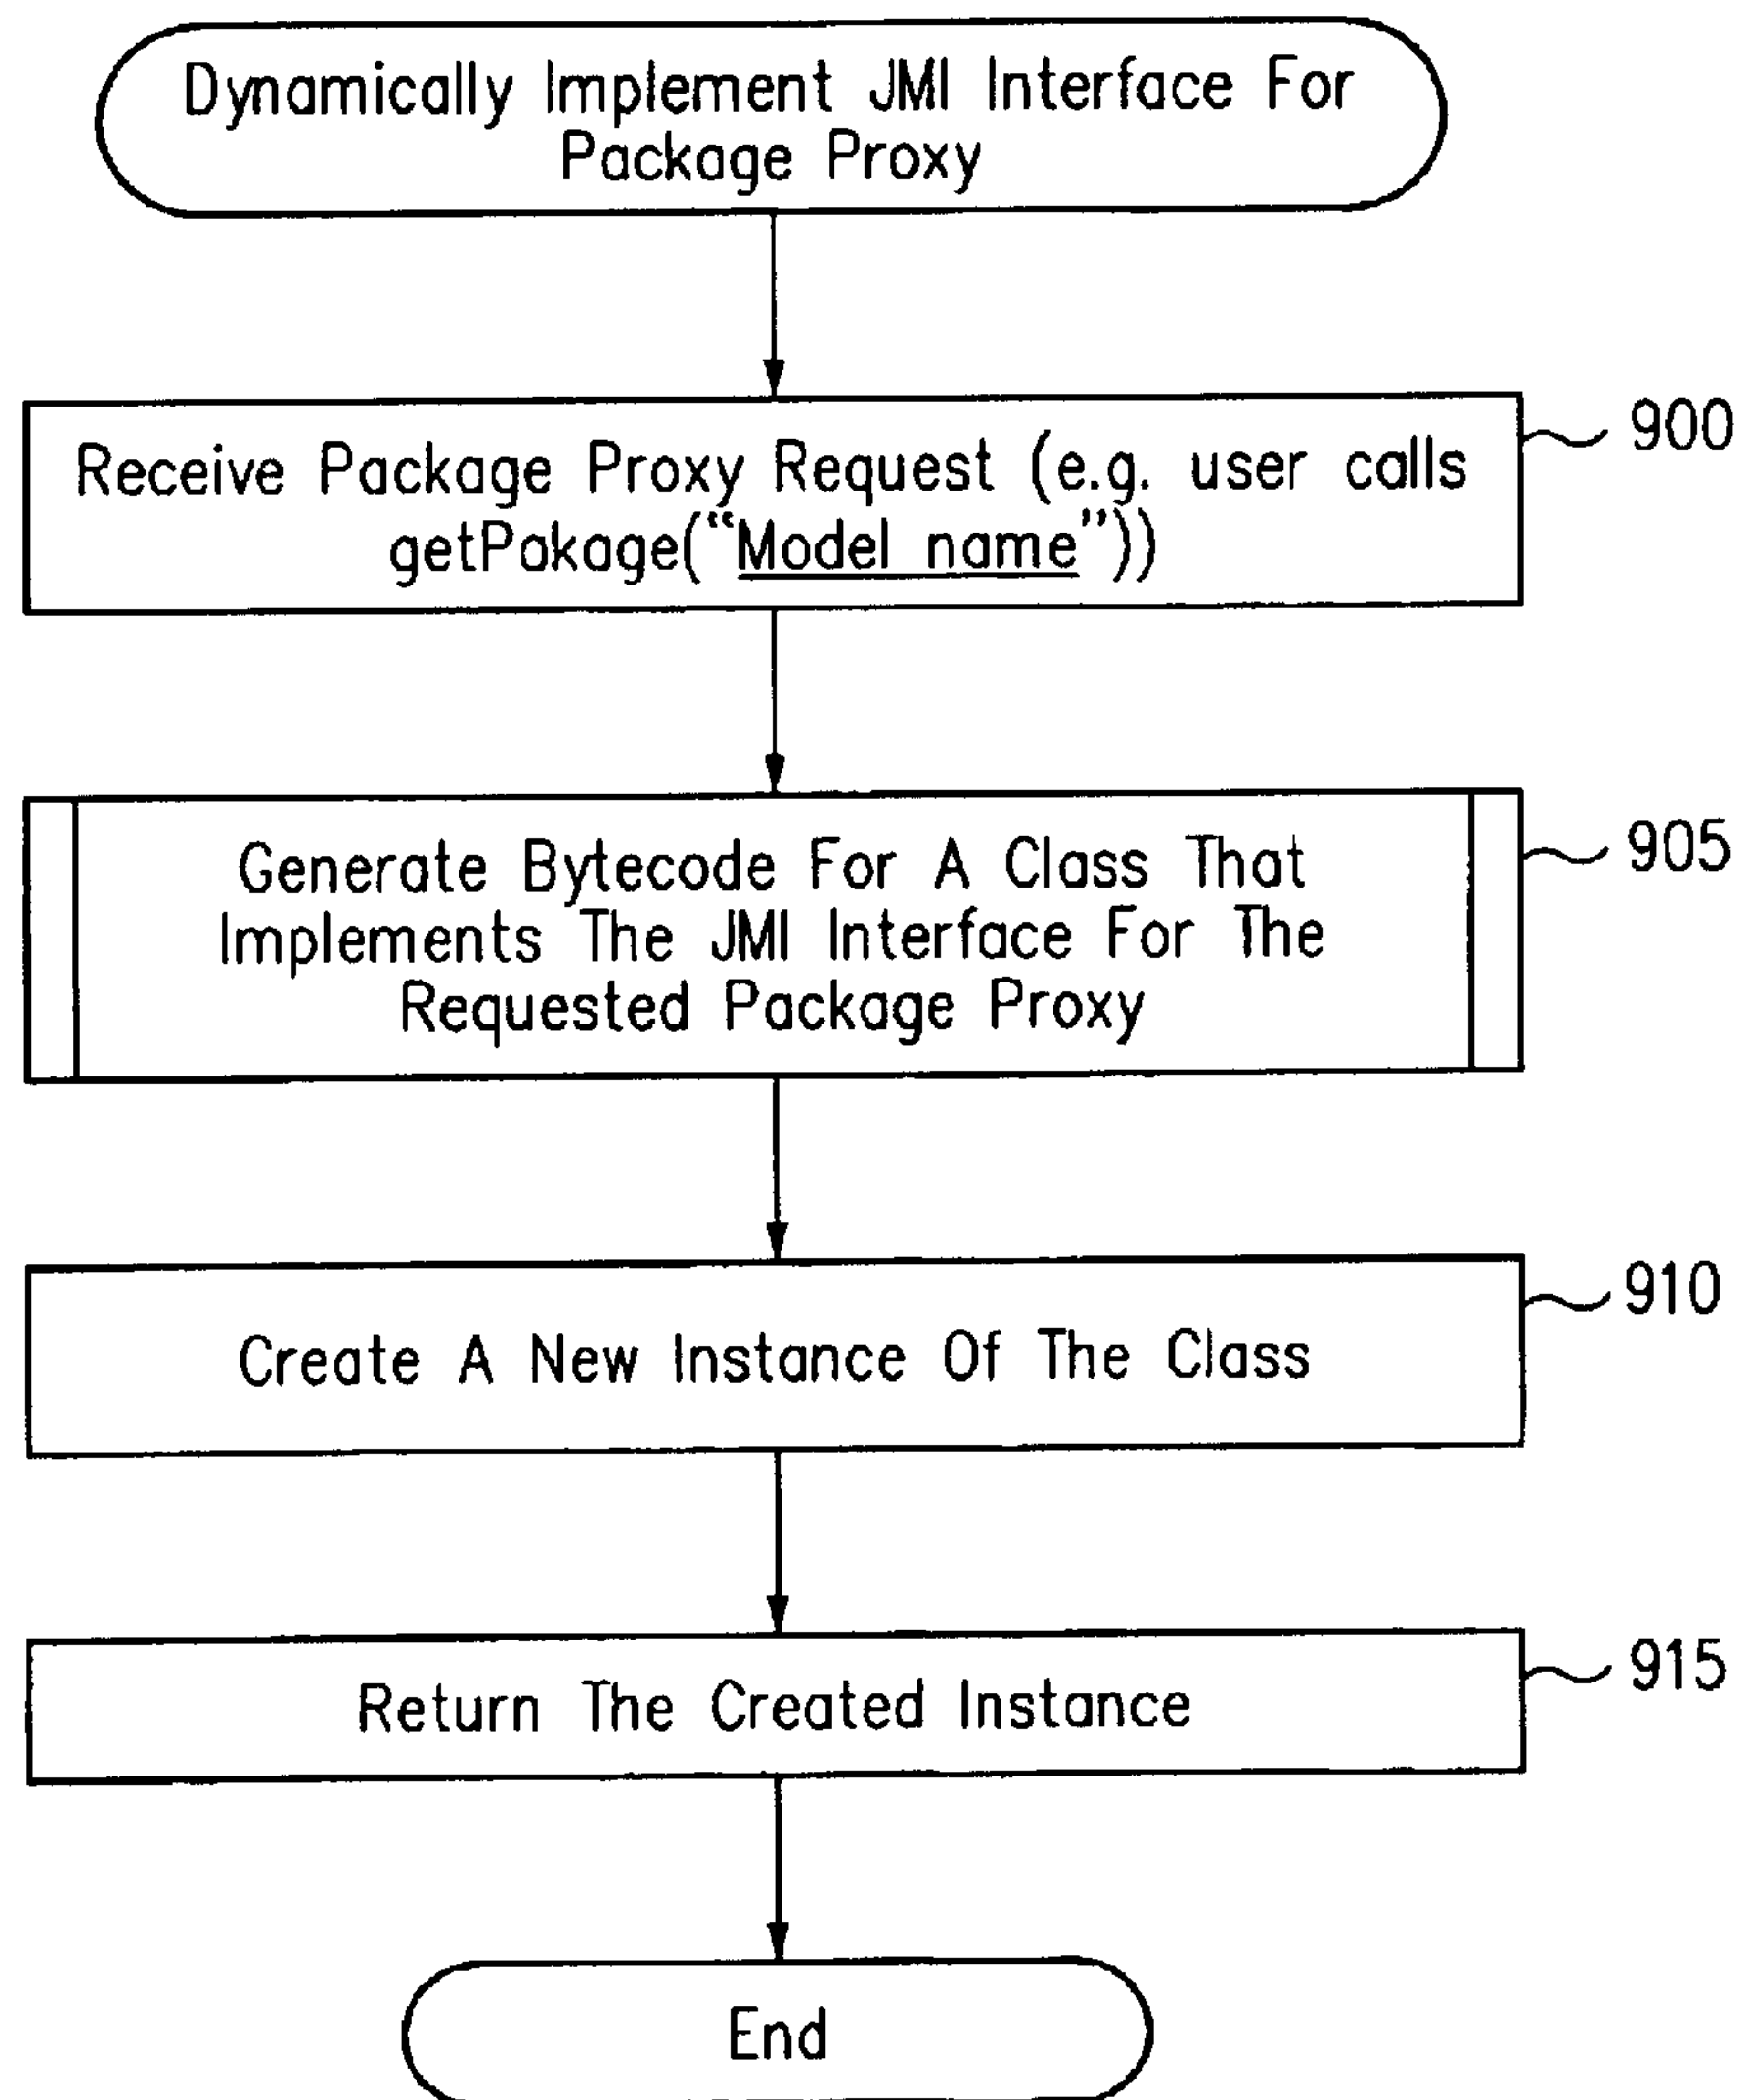 Dynamically Implement JMI Interface For
Package Proxy
Receive Package Proxy Request (e.g. user calls
getPakage(“Model name”))
900
Generate Bytecode For A Class That
Implements The JMI Interface For The
Requested Package Proxy
905
Create A New Instance Of The Class
910
Return The Created Instance
915
End